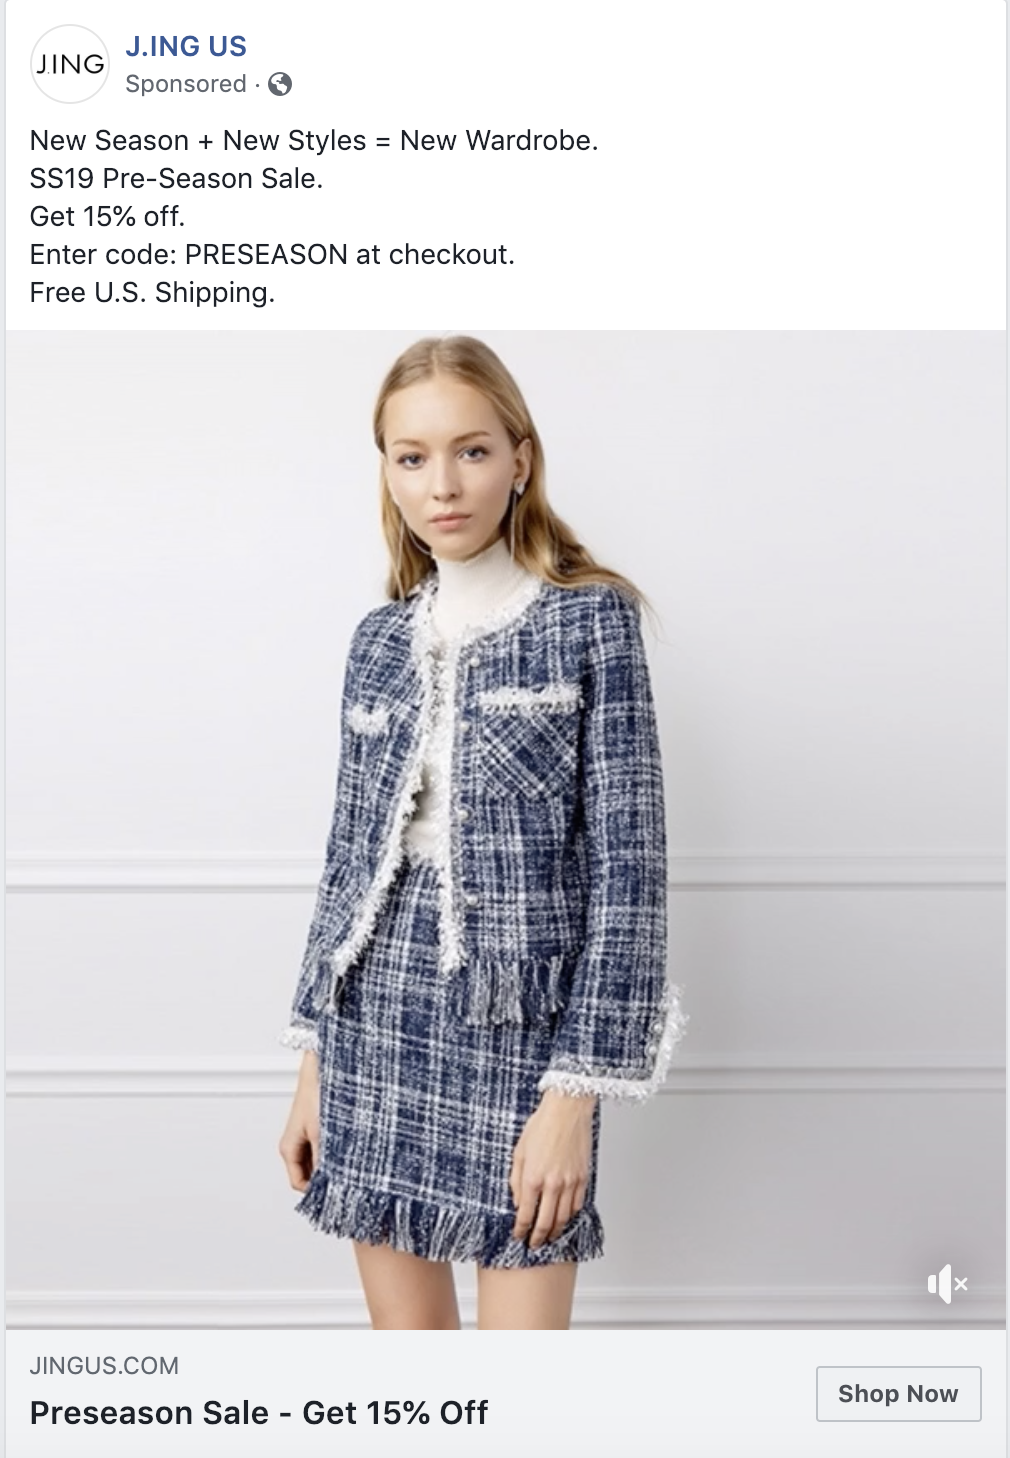 J.ING
J.ING US
Sponsored ·
New Season + New Styles = New Wardrobe.
SS19 Pre-Season Sale.
Get 15% off.
Enter code: PRESEASON at checkout.
Free U.S. Shipping.
JINGUS.COM
Preseason Sale - Get 15% Off
Shop Now